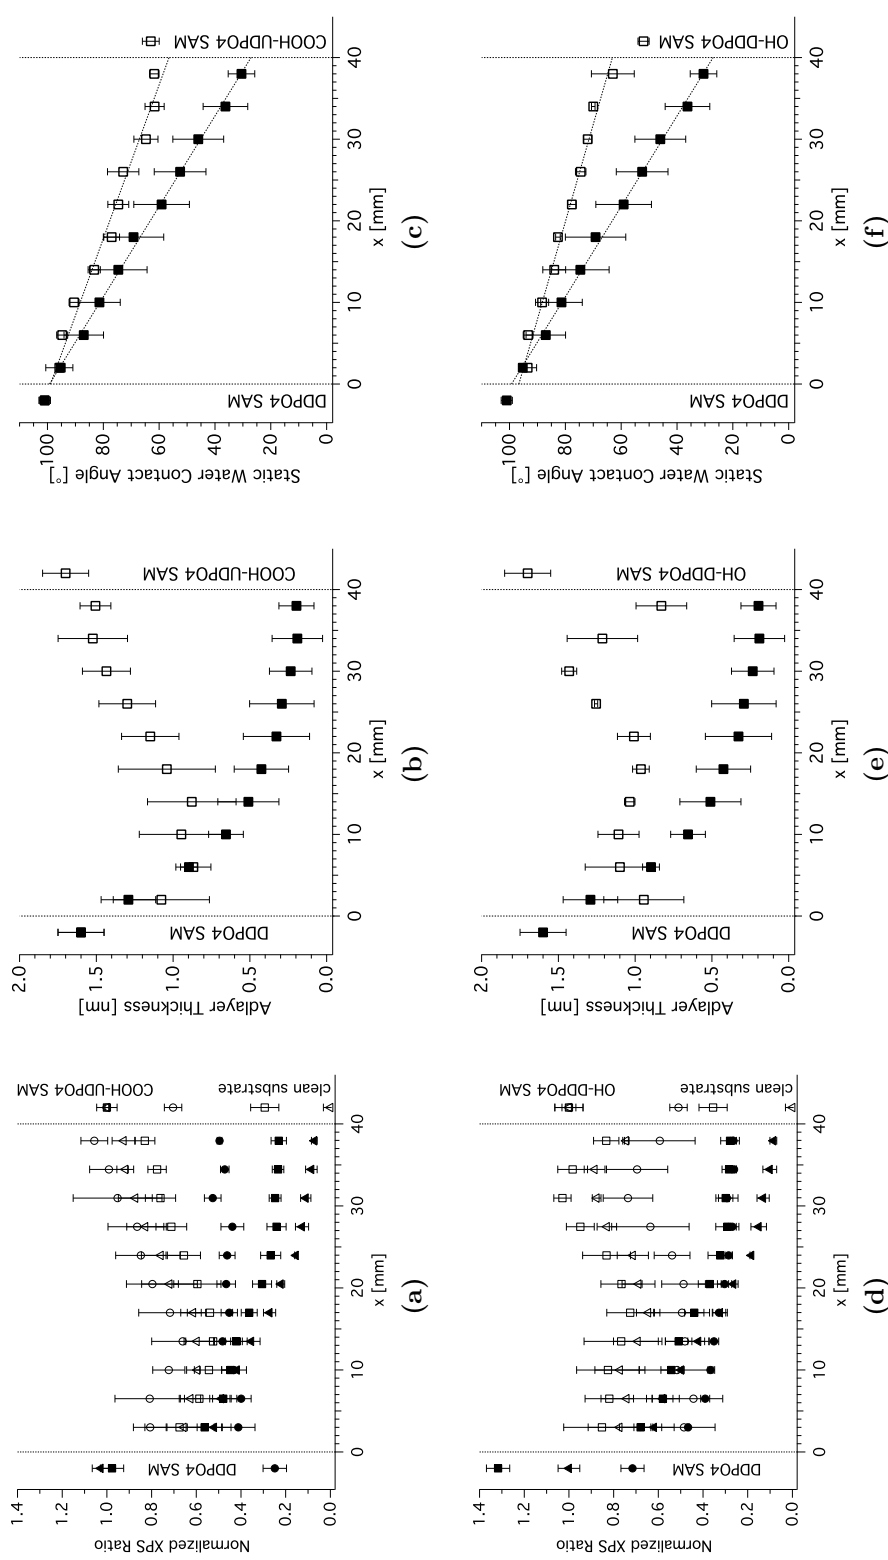 1.4
1.2
1.0
0.8
0.6
0.4
0.2
0.0
Normalized XPS Ratio
0
10
20
30
40
x [mm]
DDPO4 SAM
COOH-UDPO4 SAM
clean substrate
(a)
2.0
1.5
1.0
0.5
0.0
Adlayer Thickness [nm]
0
10
20
30
40
x [mm]
DDPO4 SAM
COOH-UDPO4 SAM
(b)
100
80
60
40
20
0
Static Water Contact Angle [°]
0
10
20
30
40
x [mm]
DDPO4 SAM
COOH-UDPO4 SAM
(c)
1.4
1.2
1.0
0.8
0.6
0.4
0.2
0.0
Normalized XPS Ratio
0
10
20
30
40
x [mm]
DDPO4 SAM
OH-DDPO4 SAM
clean substrate
(d)
2.0
1.5
1.0
0.5
0.0
Adlayer Thickness [nm]
0
10
20
30
40
x [mm]
DDPO4 SAM
OH-DDPO4 SAM
(e)
100
80
60
40
20
0
Static Water Contact Angle [°]
0
10
20
30
40
x [mm]
DDPO4 SAM
OH-DDPO4 SAM
(f)